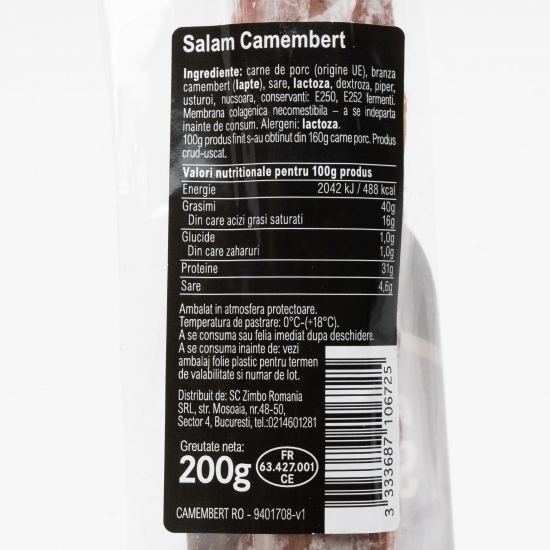 Salam Camembert
Ingrediente: carne de porc (origine UE), branza
camembert (lapte), sare, lactoza, dextroza, piper,
usturoi, nucsoara, conservanti: E250, E252 fermenti.
Membrana colagenica necomestibila – a se indeparta
inainte de consum. Alergeni: lactoza.
100g produs finit s-au obtinut din 160g carne porc. Produs
crud-uscat.
Valori nutritionale pentru 100g produs
Energie 2042 kJ / 488 kcal
Grasimi 40g
Din care acizi grasi saturati 16g
Glucide 1,0g
Din care zaharuri 1,0g
Proteine 31g
Sare 4,6g
Ambalat in atmosfera protectoare.
Temperatura de pastrare: 0°C-(+18°C).
A se consuma sau felia imediat dupa deschidere.
A se consuma inainte de: vezi
ambalaj folie plastic pentru termen
de valabilitate si numar de lot.
Distribuit de: SC Zimbo Romania
SRL, str. Mosoaia, nr.48-50,
Sector 4, Bucuresti, tel.:0214601281
Greutate neta:
200g
FR
63.427.001
CE
CAMEMBERT RO - 9401708-v1
3 333687 106725